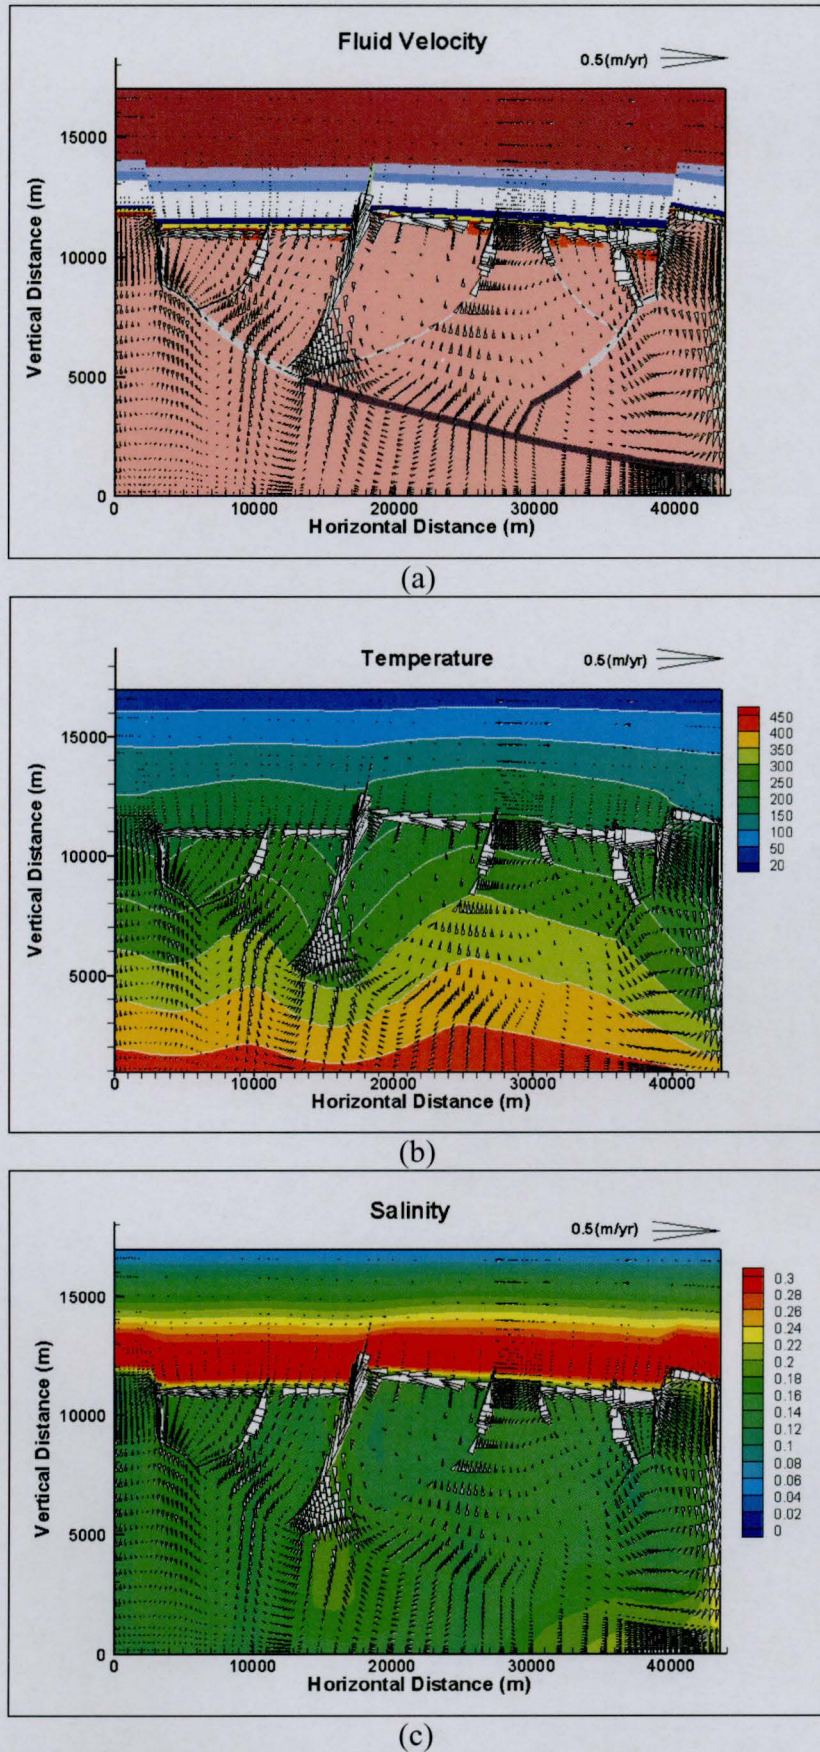 Fluid Velocity
0.5(m/yr)
15000
10000
5000
0
Vertical Distance (m)
0 10000 20000 30000 40000
Horizontal Distance (m)
(a)
Temperature
0.5(m/yr)
15000
10000
5000
Vertical Distance (m)
0 10000 20000 30000 40000
Horizontal Distance (m)
450
400
350
300
250
200
150
100
50
20
(b)
Salinity
0.5(m/yr)
15000
10000
5000
0
Vertical Distance (m)
0 10000 20000 30000 40000
Horizontal Distance (m)
0.3
0.28
0.26
0.24
0.22
0.2
0.18
0.16
0.14
0.12
0.1
0.08
0.06
0.04
0.02
0
(c)